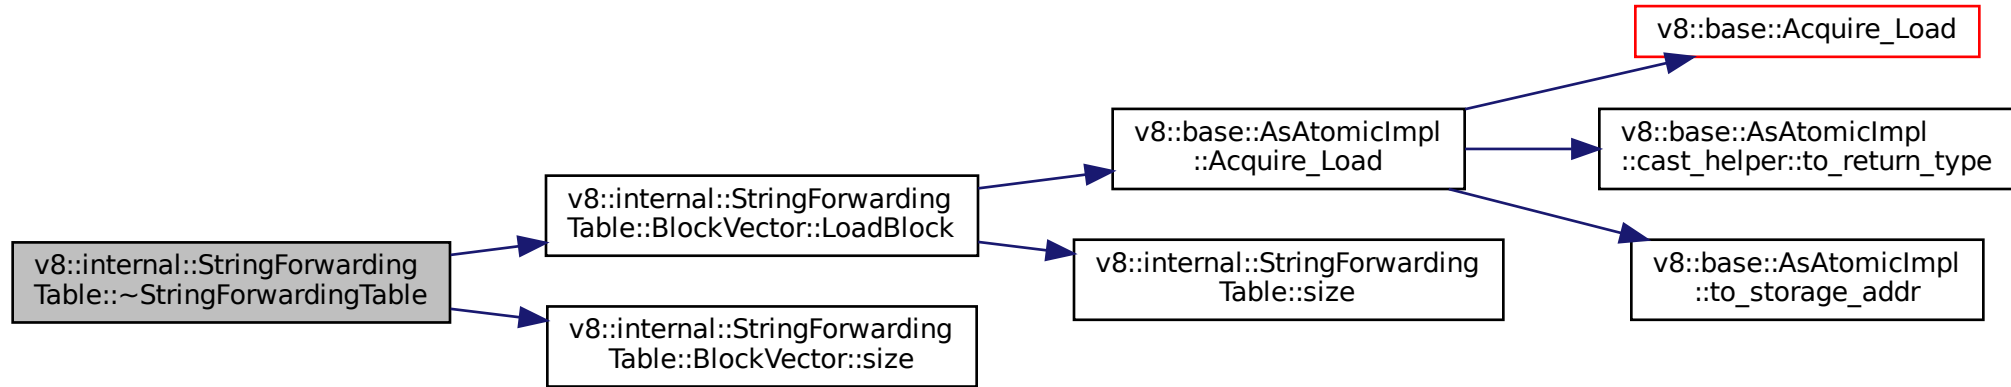 v8::internal::StringForwarding
Table::~StringForwardingTable
v8::internal::StringForwarding
Table::BlockVector::LoadBlock
v8::internal::StringForwarding
Table::BlockVector::size
v8::base::AsAtomicImpl
::Acquire_Load
v8::internal::StringForwarding
Table::size
v8::base::Acquire_Load
v8::base::AsAtomicImpl
::cast_helper::to_return_type
v8::base::AsAtomicImpl
::to_storage_addr